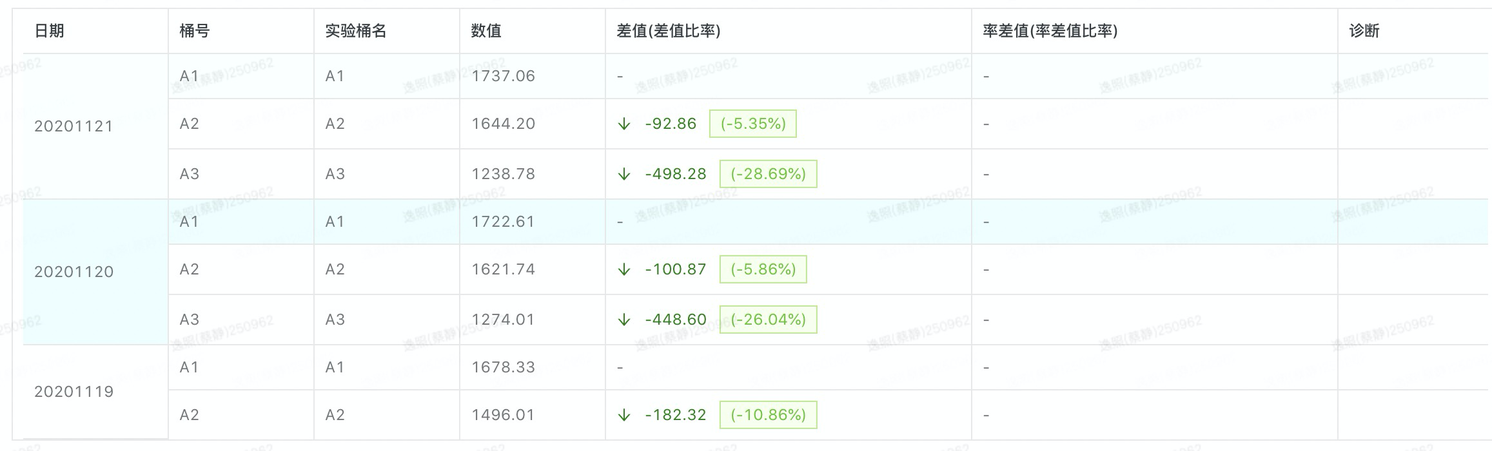 日期 桶号 实验桶名 数值 差值(差值比率) 率差值(率差值比率) 诊断
20201121 A1 A1 1737.06 - -
A2 A2 1644.20 ↓ -92.86 (-5.35%) -
A3 A3 1238.78 ↓ -498.28 (-28.69%) -
20201120 A1 A1 1722.61 - -
A2 A2 1621.74 ↓ -100.87 (-5.86%) -
A3 A3 1274.01 ↓ -448.60 (-26.04%) -
20201119 A1 A1 1678.33 - -
A2 A2 1496.01 ↓ -182.32 (-10.86%) -
逸照(蔡静)250962